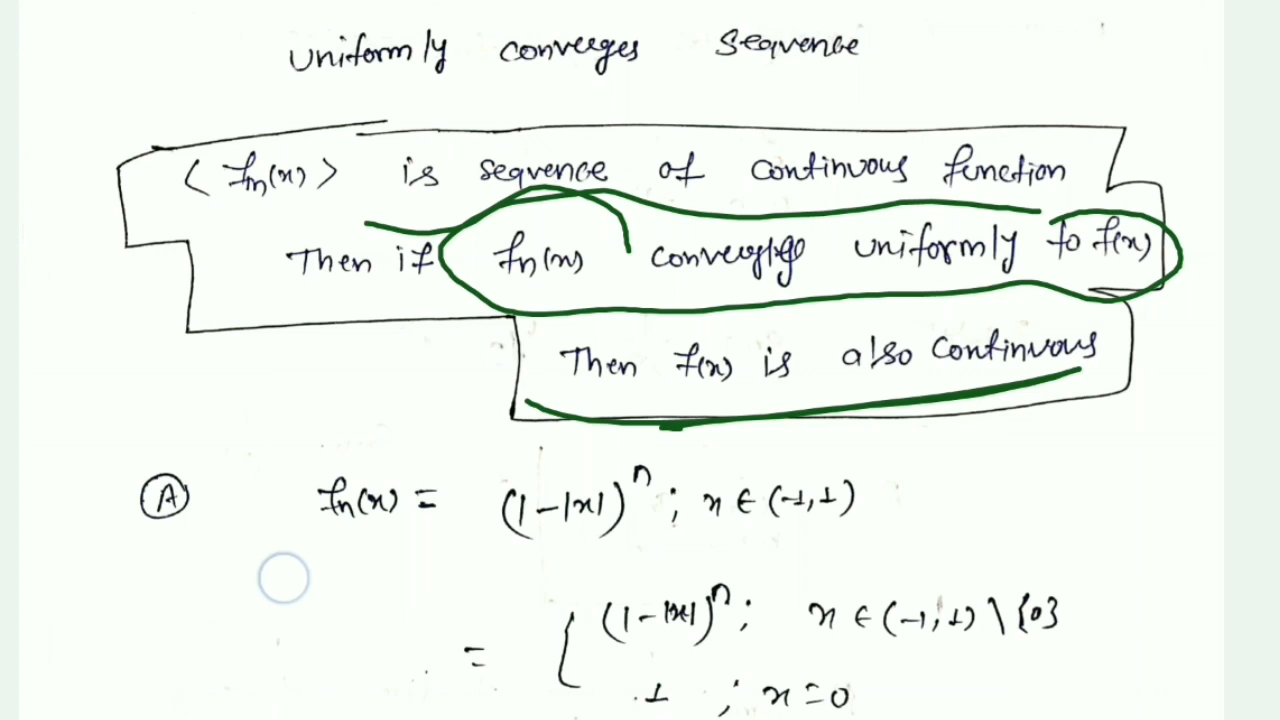 Uniformly converges Sequence
< fn(x) > is sequence of continuous function
Then if fn(x) converges uniformly to f(x)
Then f(x) is also continuous
(A) fn(x) = (1-|x|)^n ; x ∈ (-1,1)
= { (1-|x|)^n ; x ∈ (-1,1) \ {0}
1 ; x=0